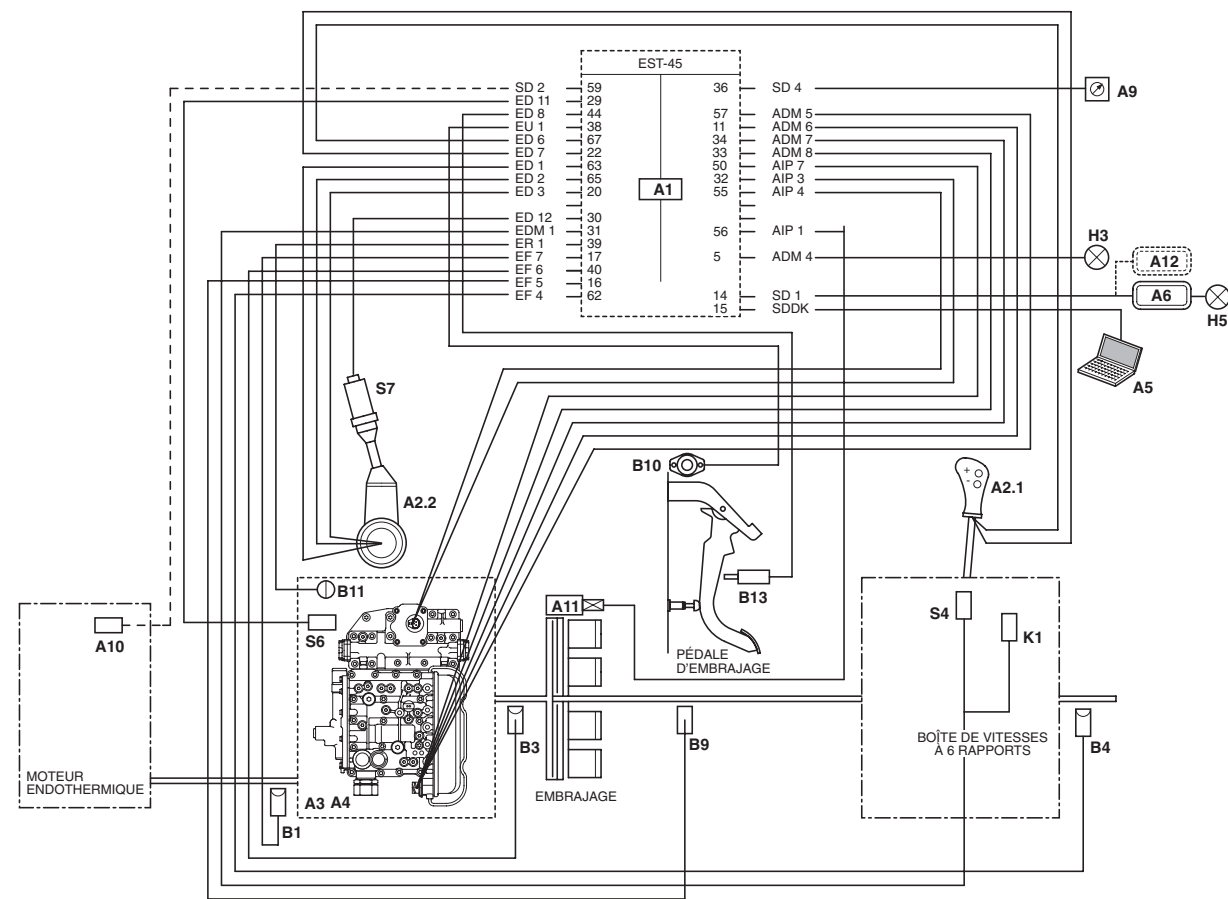 EST-45
SD 2 59
ED 11 29
ED 8 44
EU 1 38
ED 6 67
ED 7 22
ED 1 63
ED 2 65
ED 3 20
ED 12 30
EDM 1 31
ER 1 39
EF 7 17
EF 6 40
EF 5 16
EF 4 62
A1
36 SD 4
57 ADM 5
11 ADM 6
34 ADM 7
33 ADM 8
50 AIP 7
32 AIP 3
55 AIP 4
56 AIP 1
5 ADM 4
14 SD 1
15 SDDK
A9
H3
A12
A6
H5
A5
S7
A2.2
B10
+
-
A2.1
B11
B13
A11
S4
K1
A10
S6
PÉDALE
D'EMBRAJAGE
B3
B9
BOÎTE DE VITESSES
À 6 RAPPORTS
B4
MOTEUR
ENDOTHERMIQUE
A3 A4
EMBRAJAGE
B1